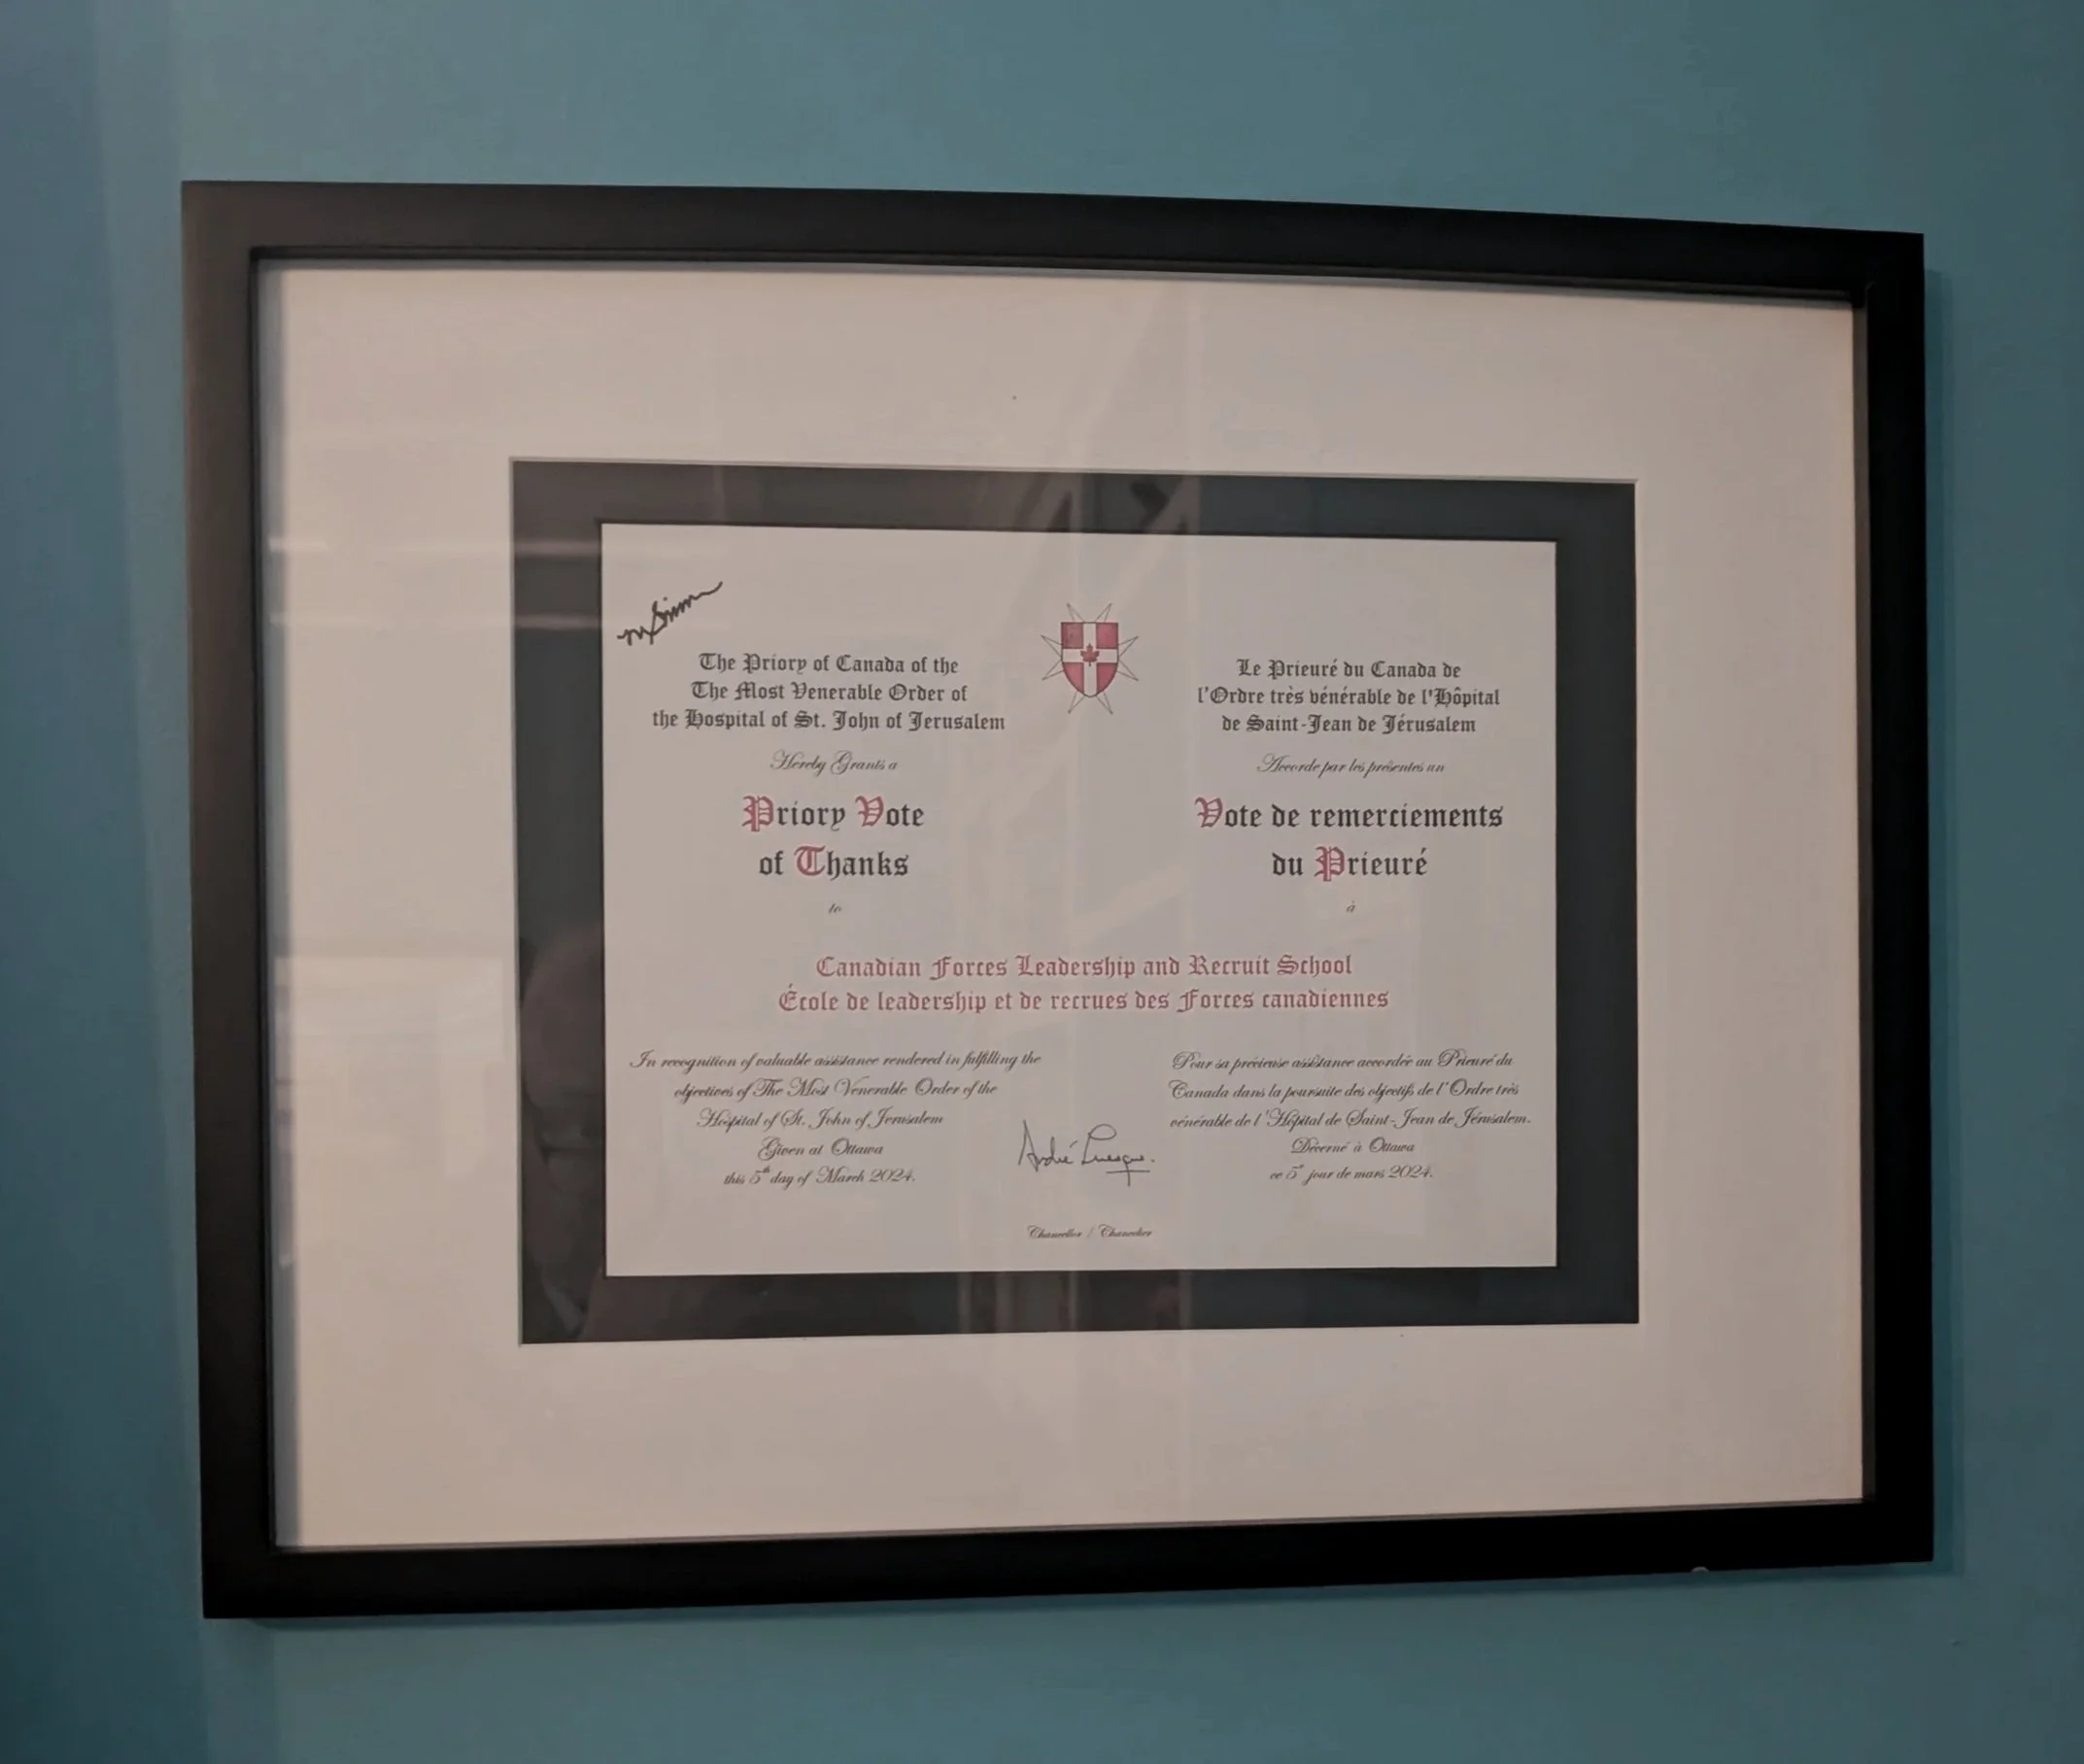 m Simon
The Priory of Canada of the
The Most Venerable Order of
the Hospital of St. John of Jerusalem
Hereby Grants a
Priory Vote
of Thanks
to
Le Prieuré du Canada de
l'Ordre très vénérable de l'Hôpital
de Saint-Jean de Jérusalem
Accorde par les présentes un
Vote de remerciements
du Prieuré
à
Canadian Forces Leadership and Recruit School
École de leadership et de recrues des Forces canadiennes
In recognition of valuable assistance rendered in fulfilling the
objectives of The Most Venerable Order of the
Hospital of St. John of Jerusalem
Given at Ottawa
this 5th day of March 2024.
Pour sa précieuse assistance accordée au Prieuré du
Canada dans la poursuite des objectifs de l'Ordre très
vénérable de l'Hôpital de Saint-Jean de Jérusalem.
Décerné à Ottawa
ce 5e jour de mars 2024.
André
Chancellor / Chancelier